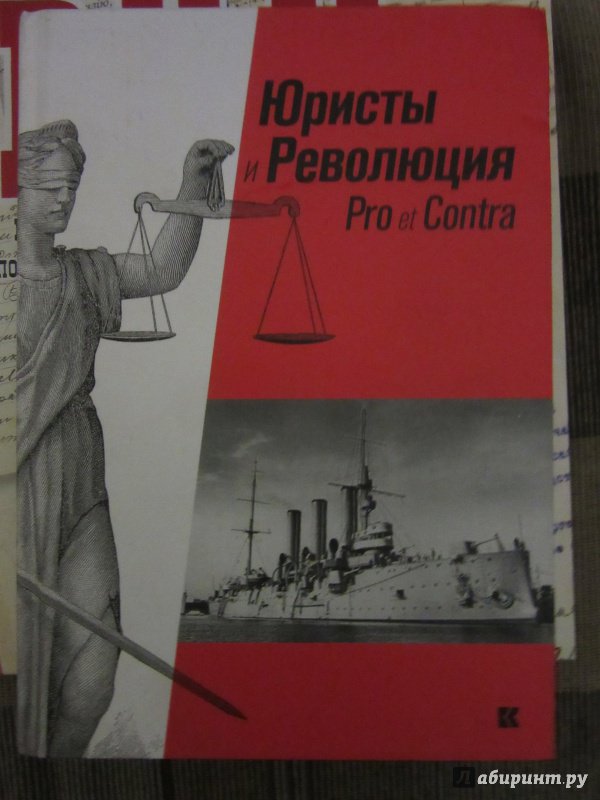 Юристы
и Революция
Pro et Contra
Лабиринт.ру